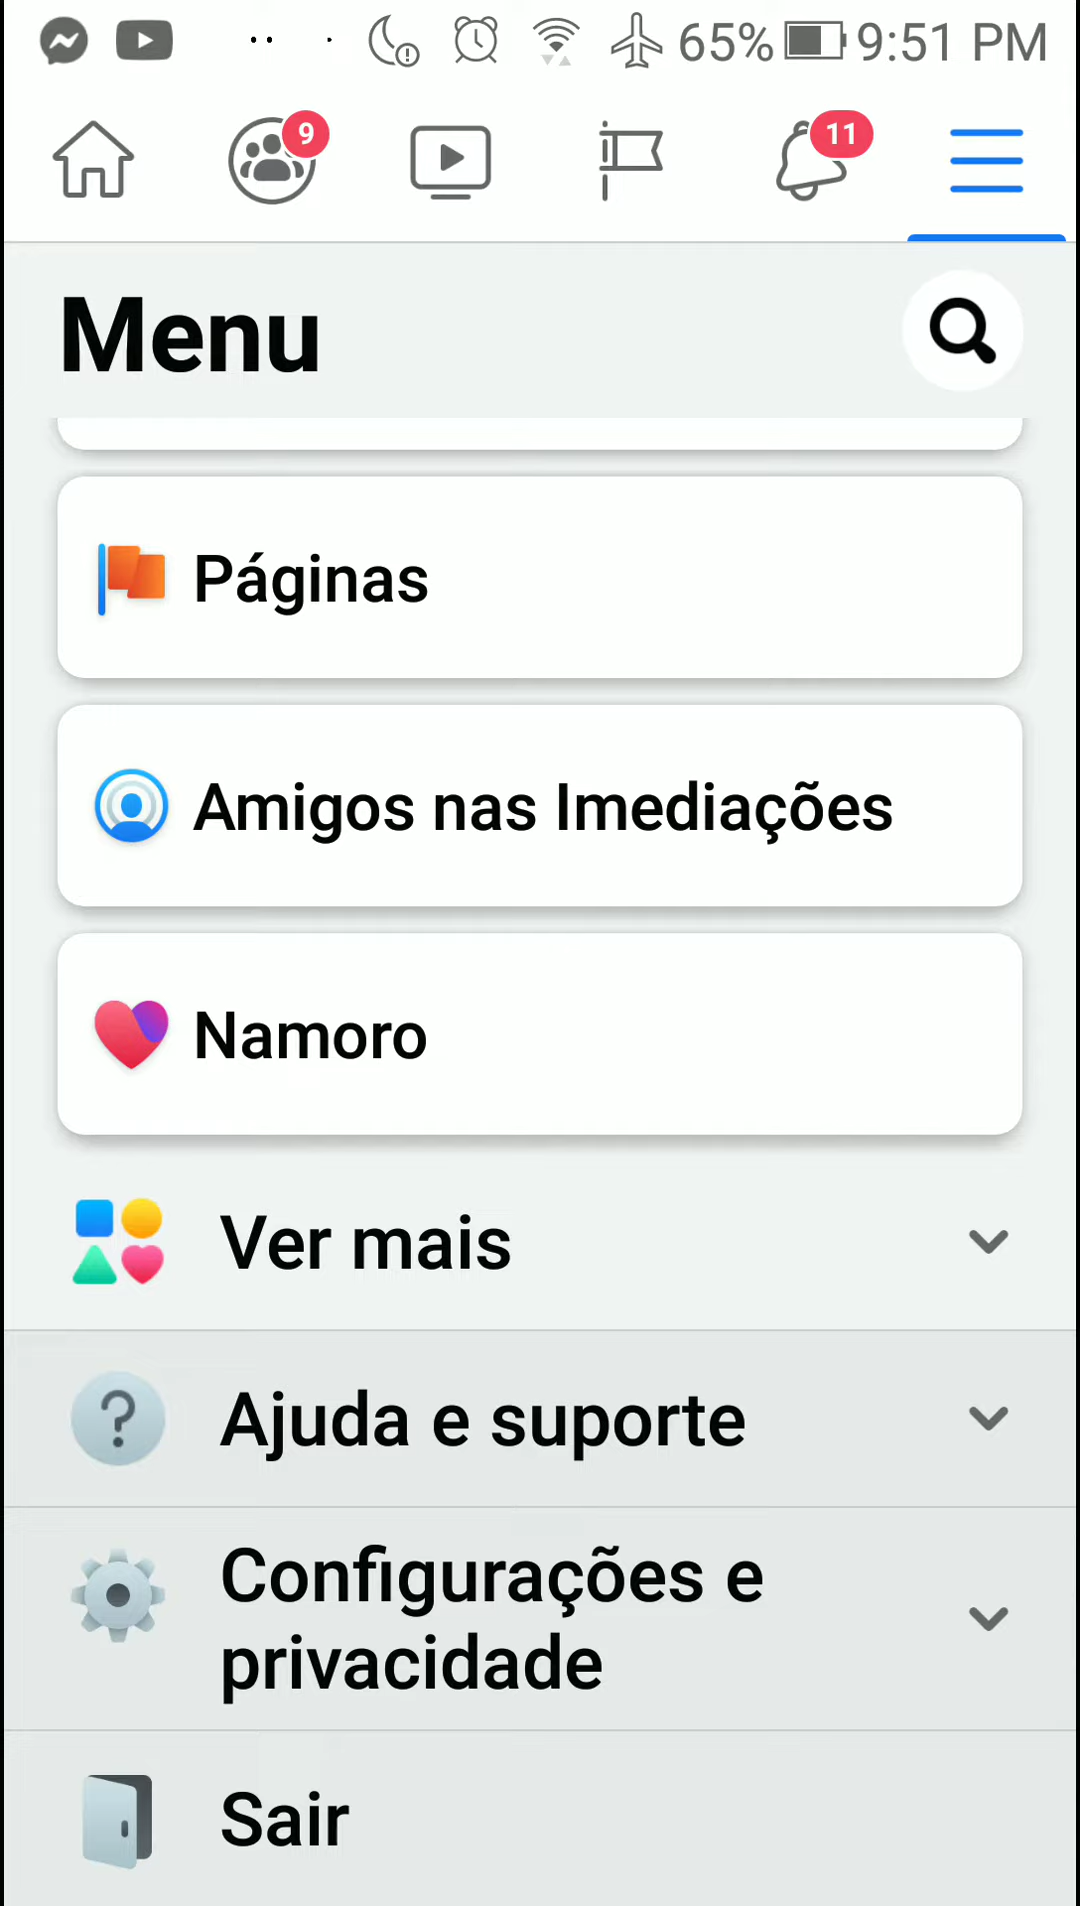 65% 9:51 PM
9
11
Menu
Páginas
Amigos nas Imediações
Namoro
Ver mais
Ajuda e suporte
Configurações e
privacidade
Sair